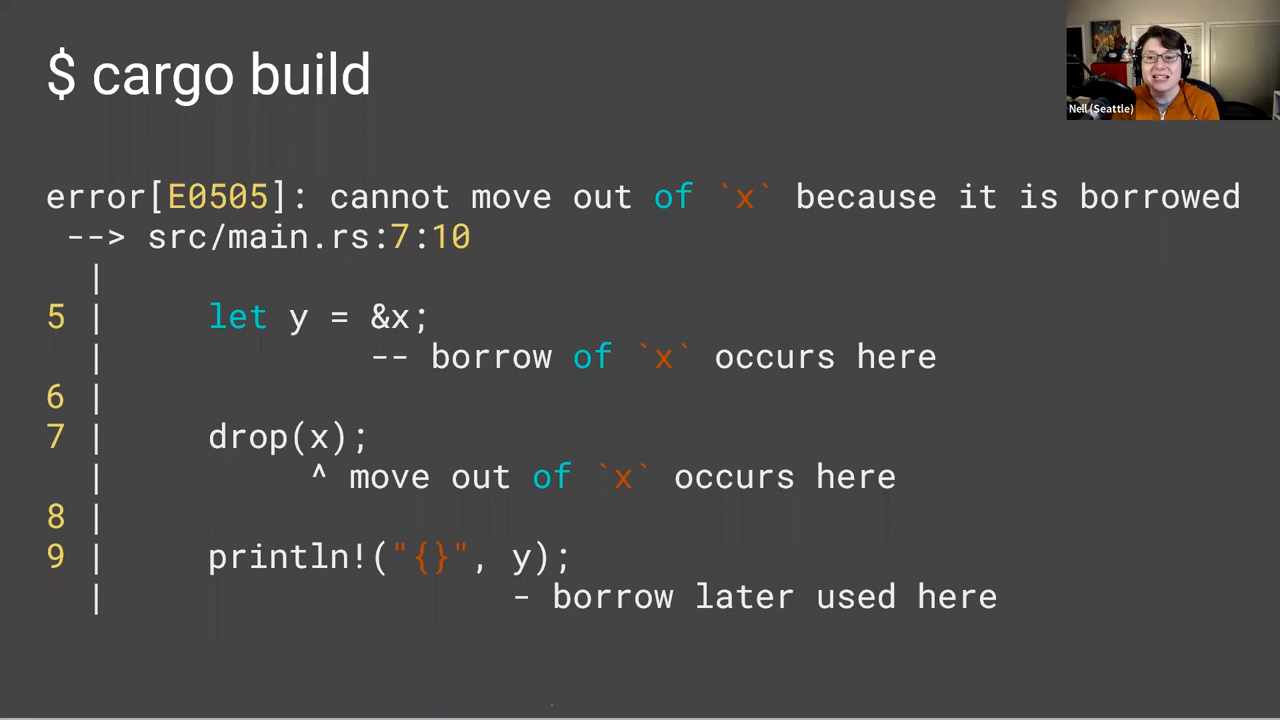 $ cargo build
Nell (Seattle)
error[E0505]: cannot move out of `x` because it is borrowed
--> src/main.rs:7:10
|
5 | let y = &x;
| -- borrow of `x` occurs here
6 |
7 | drop(x);
| ^ move out of `x` occurs here
8 |
9 | println!("{}", y);
| - borrow later used here